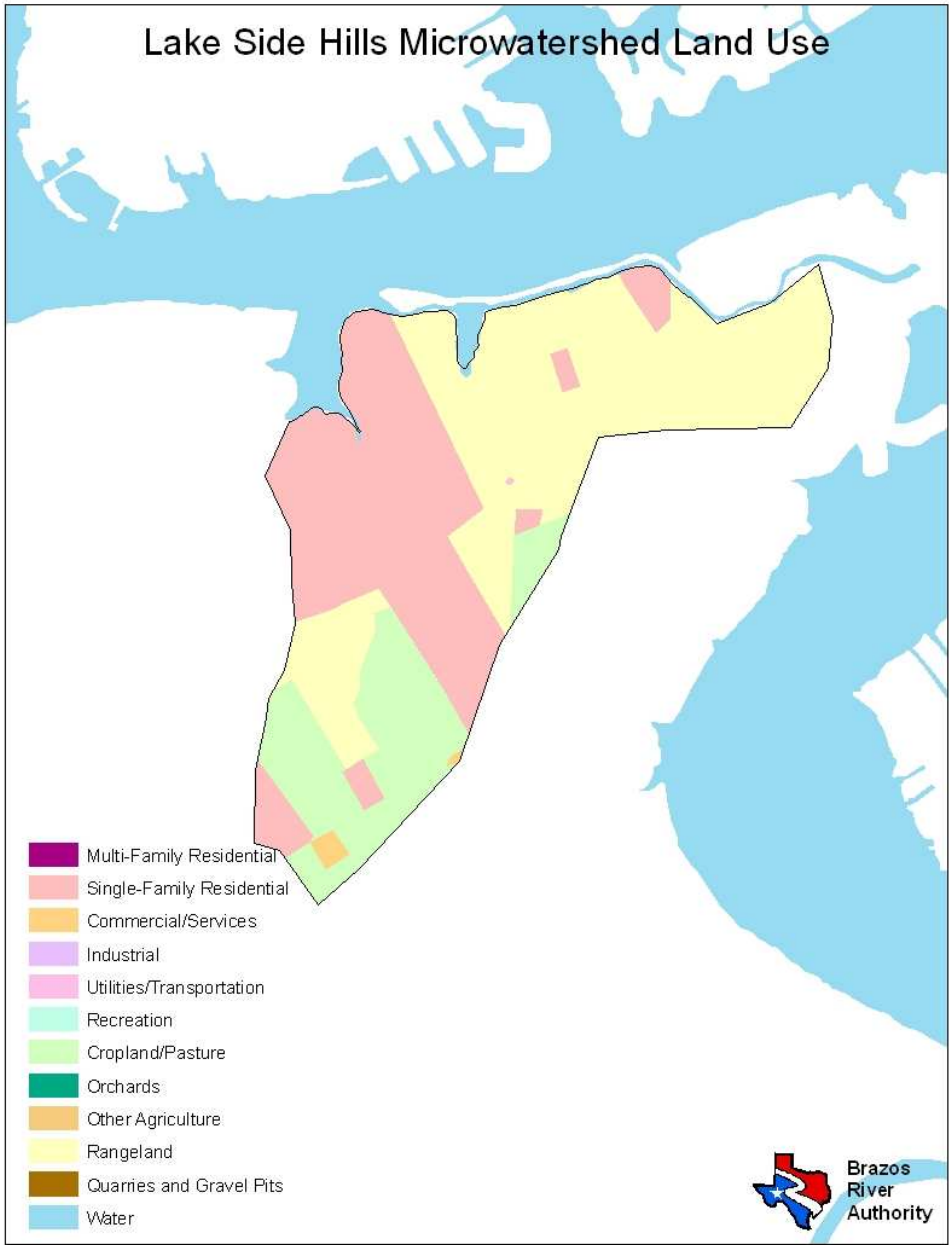 Lake Side Hills Microwatershed Land Use
Multi-Family Residential
Single-Family Residential
Commercial/Services
Industrial
Utilities/Transportation
Recreation
Cropland/Pasture
Orchards
Other Agriculture
Rangeland
Quarries and Gravel Pits
Water
Brazos
River
Authority